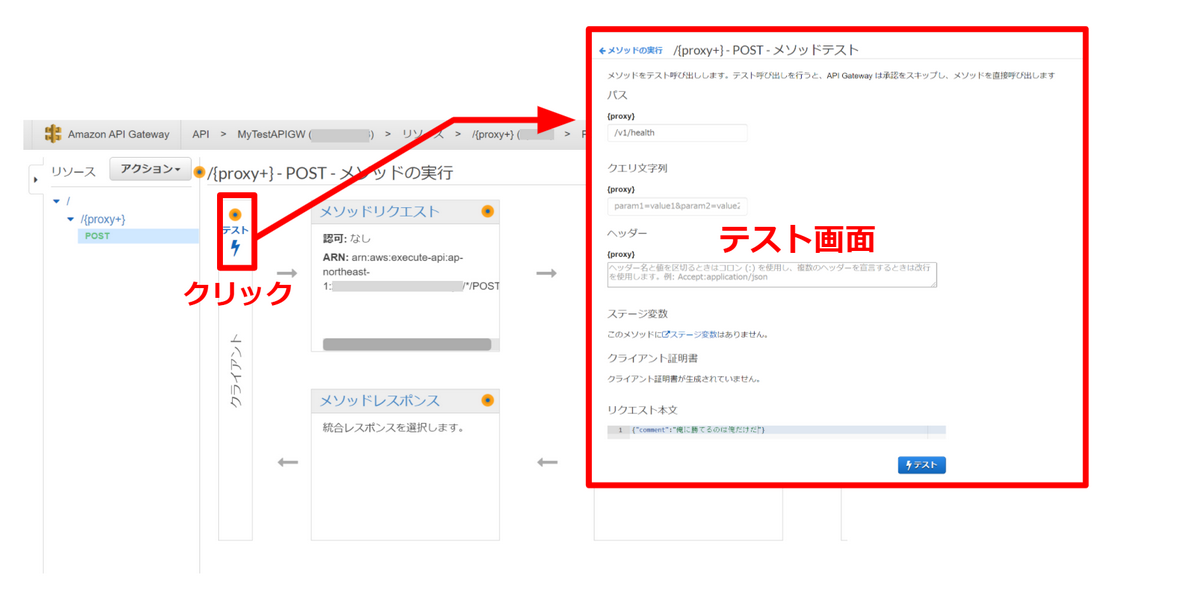 Amazon API Gateway
API > MyTestAPIGW ( ) > リソース > /{proxy+} ( ) >
リソース
アクション
/
/{proxy+}
POST
/{proxy+} - POST - メソッドの実行
テスト
クリック
クライアント
メソッドリクエスト
認可: なし
ARN: arn:aws:execute-api:ap-
northeast-
1: /*/POST
メソッドレスポンス
統合レスポンスを選択します。
メソッドの実行 /{proxy+} - POST - メソッドテスト
メソッドをテスト呼び出しします。テスト呼び出しを行うと、API Gateway は承認をスキップし、メソッドを直接呼び出します
パス
{proxy}
/v1/health
クエリ文字列
{proxy}
param1=value1&param2=value2
テスト画面
ヘッダー
{proxy}
ヘッダー名と値を区切るときはコロン (:) を使用し、複数のヘッダーを宣言するときは改行
を使用します。例: Accept:application/json
ステージ変数
このメソッドにステージ変数はありません。
クライアント証明書
クライアント証明書が生成されていません。
リクエスト本文
1 {"comment":"俺に勝てるのは俺だけだ!"}
テスト